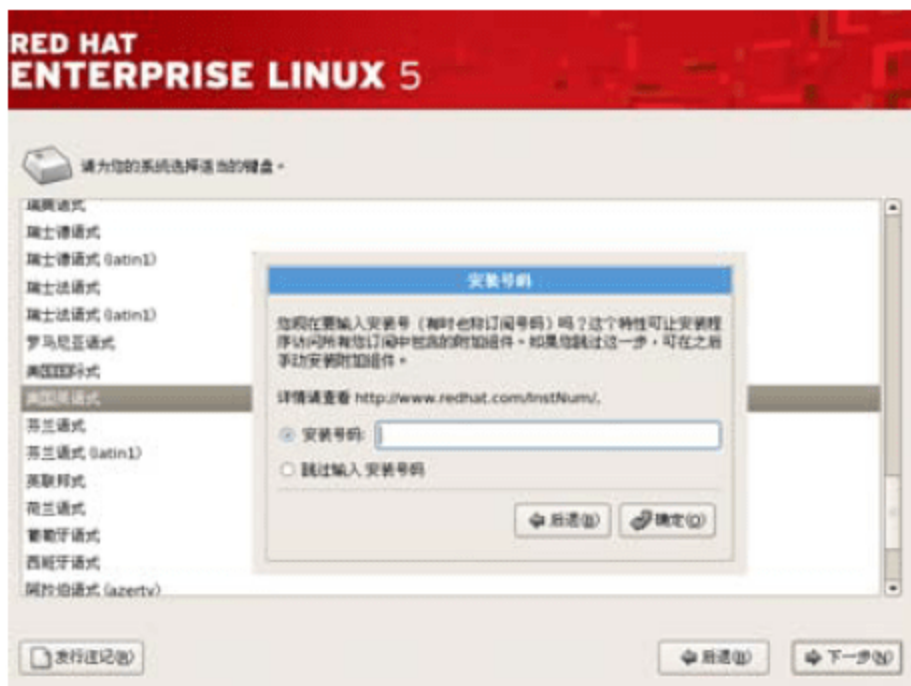 RED HAT
ENTERPRISE LINUX 5
请为您的系统选择适当的键盘。
瑞典语式
瑞士德语式
瑞士德语式 (latin1)
瑞士法语式
瑞士法语式 (latin1)
罗马尼亚语式
美国国际式
美国英语式
芬兰语式
芬兰语式 (latin1)
英联邦式
荷兰语式
葡萄牙语式
西班牙语式
阿拉伯语式 (azerty)
安装号码
您现在要输入安装号（有时也称订阅号码）吗？这个特性可让安装程
序访问所有您订阅中包含的附加组件。如果您跳过这一步，可在之后
手动安装附加组件。
详情请查看 http://www.redhat.com/InstNum/.
安装号码:
跳过输入 安装号码
后退(B)
确定(O)
发行注记(R)
后退(B)
下一步(N)